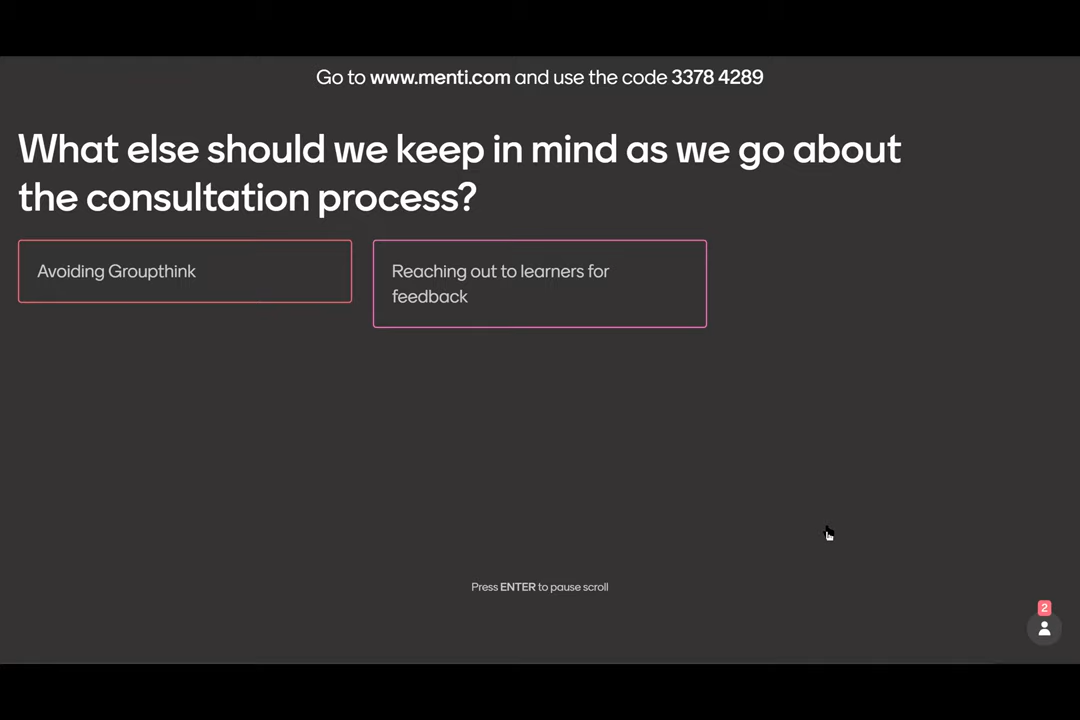 Go to www.menti.com and use the code 3378 4289
What else should we keep in mind as we go about
the consultation process?
Avoiding Groupthink
Reaching out to learners for
feedback
Press ENTER to pause scroll
2